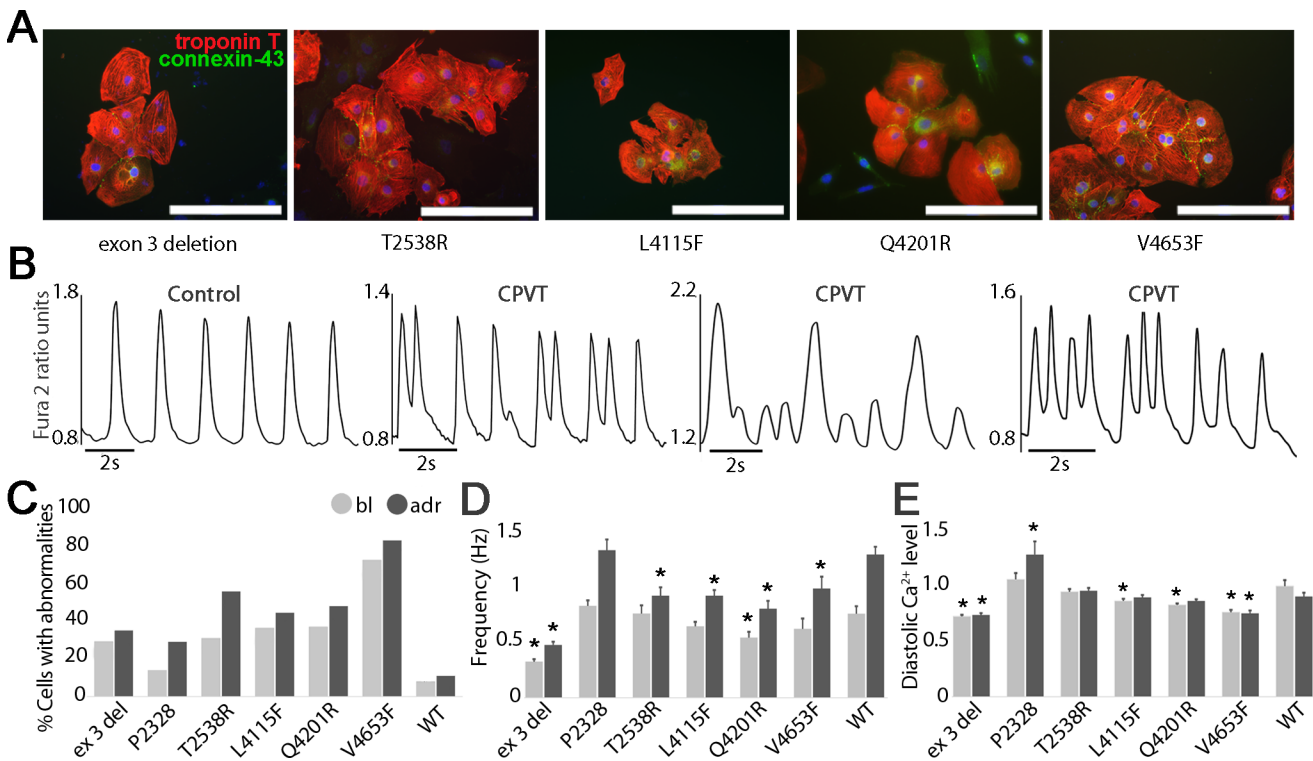 A
troponin T
connexin-43
exon 3 deletion
T2538R
L4115F
Q4201R
V4653F
B
Fura 2 ratio units
1.8
0.8
Control
2s
1.4
0.8
CPVT
2s
2.2
1.2
CPVT
2s
1.6
0.8
CPVT
2s
C
% Cells with abnormalities
100
80
60
40
20
0
bl
adr
ex 3 del
P2328
T2538R
L4115F
Q4201R
V4653F
WT
D
Frequency (Hz)
1.5
1
0.5
0
* * * * * * *
ex 3 del
P2328
T2538R
L4115F
Q4201R
V4653F
WT
E
Diastolic Ca²⁺ level
1.5
1.0
0.5
0
* * * * * * *
ex 3 del
P2328
T2538R
L4115F
Q4201R
V4653F
WT